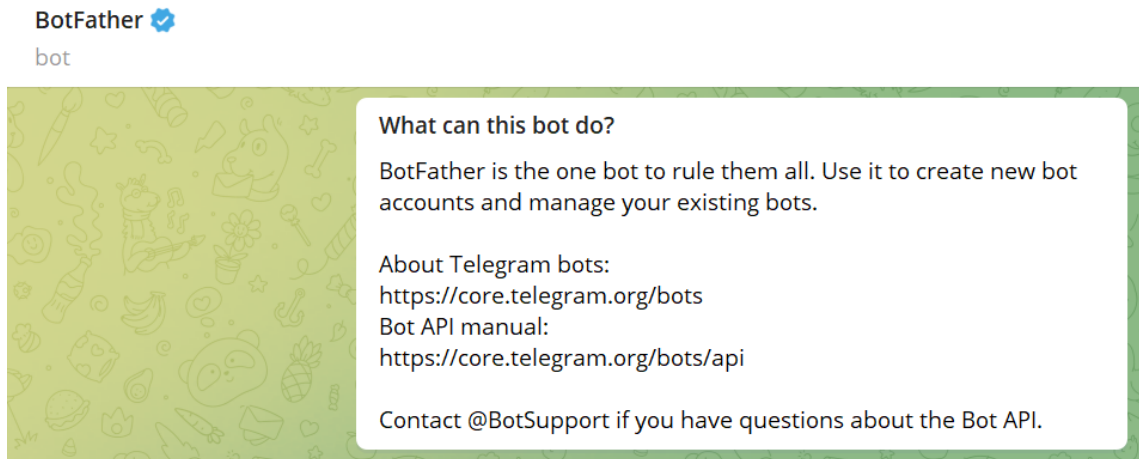 BotFather
bot
What can this bot do?
BotFather is the one bot to rule them all. Use it to create new bot
accounts and manage your existing bots.
About Telegram bots:
https://core.telegram.org/bots
Bot API manual:
https://core.telegram.org/bots/api
Contact @BotSupport if you have questions about the Bot API.